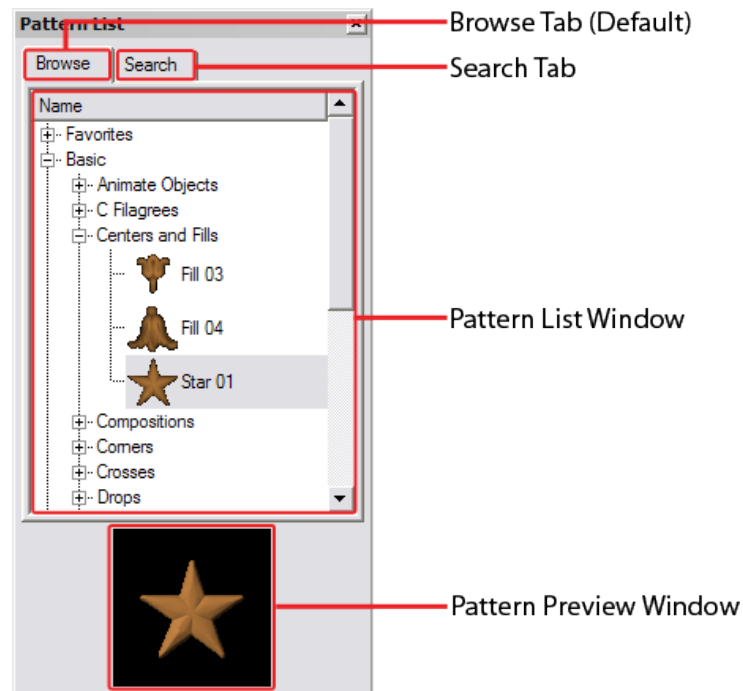 Pattern List
Browse Tab (Default)
Browse
Search
Search Tab
Name
Favorites
Basic
Animate Objects
C Filagrees
Centers and Fills
Fill 03
Fill 04
Pattern List Window
Star 01
Compositions
Corners
Crosses
Drops
Pattern Preview Window